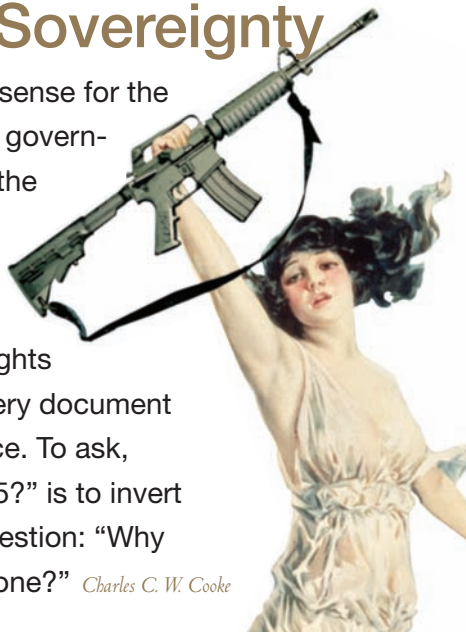 Sovereignty
sense for the
govern-
the
ghts
ery document
ce. To ask,
5?” is to invert
estion: “Why
one?” Charles C. W. Cooke